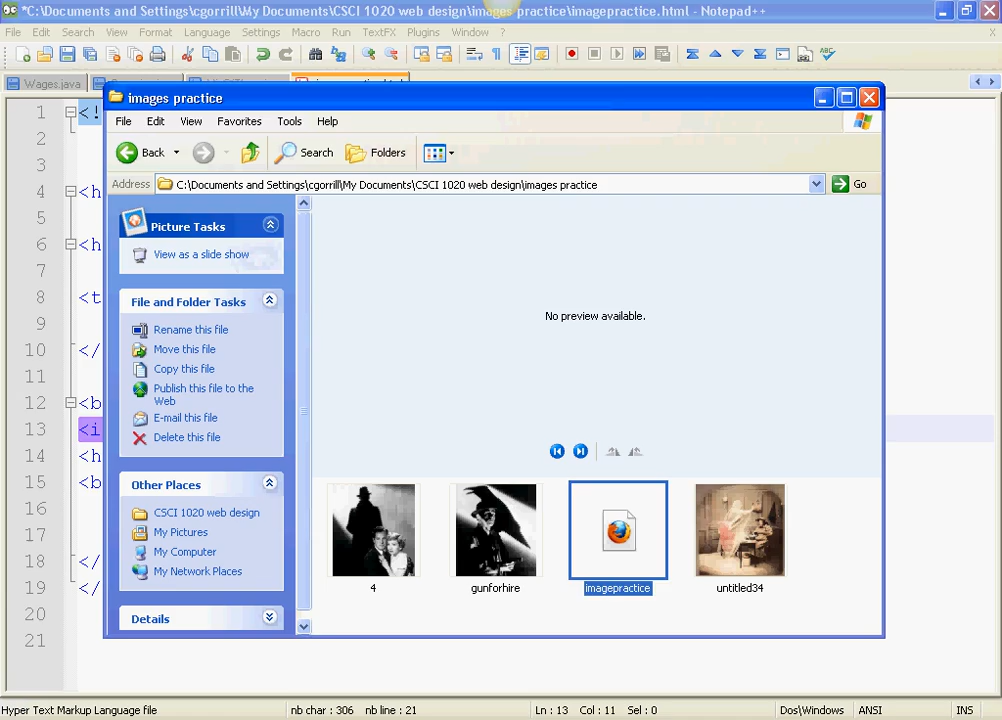 *C:\Documents and Settings\cgorrill\My Documents\CSCI 1020 web design\images practice\imagepractice.html - Notepad++
File Edit Search View Format Language Settings Macro Run TextFX Plugins Window ? X
Wages.java
images practice
File Edit View Favorites Tools Help
Back Search Folders
Address C:\Documents and Settings\cgorrill\My Documents\CSCI 1020 web design\images practice Go
Picture Tasks
View as a slide show
File and Folder Tasks
Rename this file
Move this file
Copy this file
Publish this file to the
Web
E-mail this file
Delete this file
Other Places
CSCI 1020 web design
My Pictures
My Computer
My Network Places
Details
No preview available.
4 gunforhire imagepractice untitled34
1 <!
2
3
4 <h
5
6 <h
7
8 <t
9
10 </
11
12 <b
13 <i
14 <h
15 <b
16
17
18 </
19 </
20
21
Hyper Text Markup Language file nb char : 306 nb line : 21 Ln : 13 Col : 11 Sel : 0 Dos\Windows ANSI INS